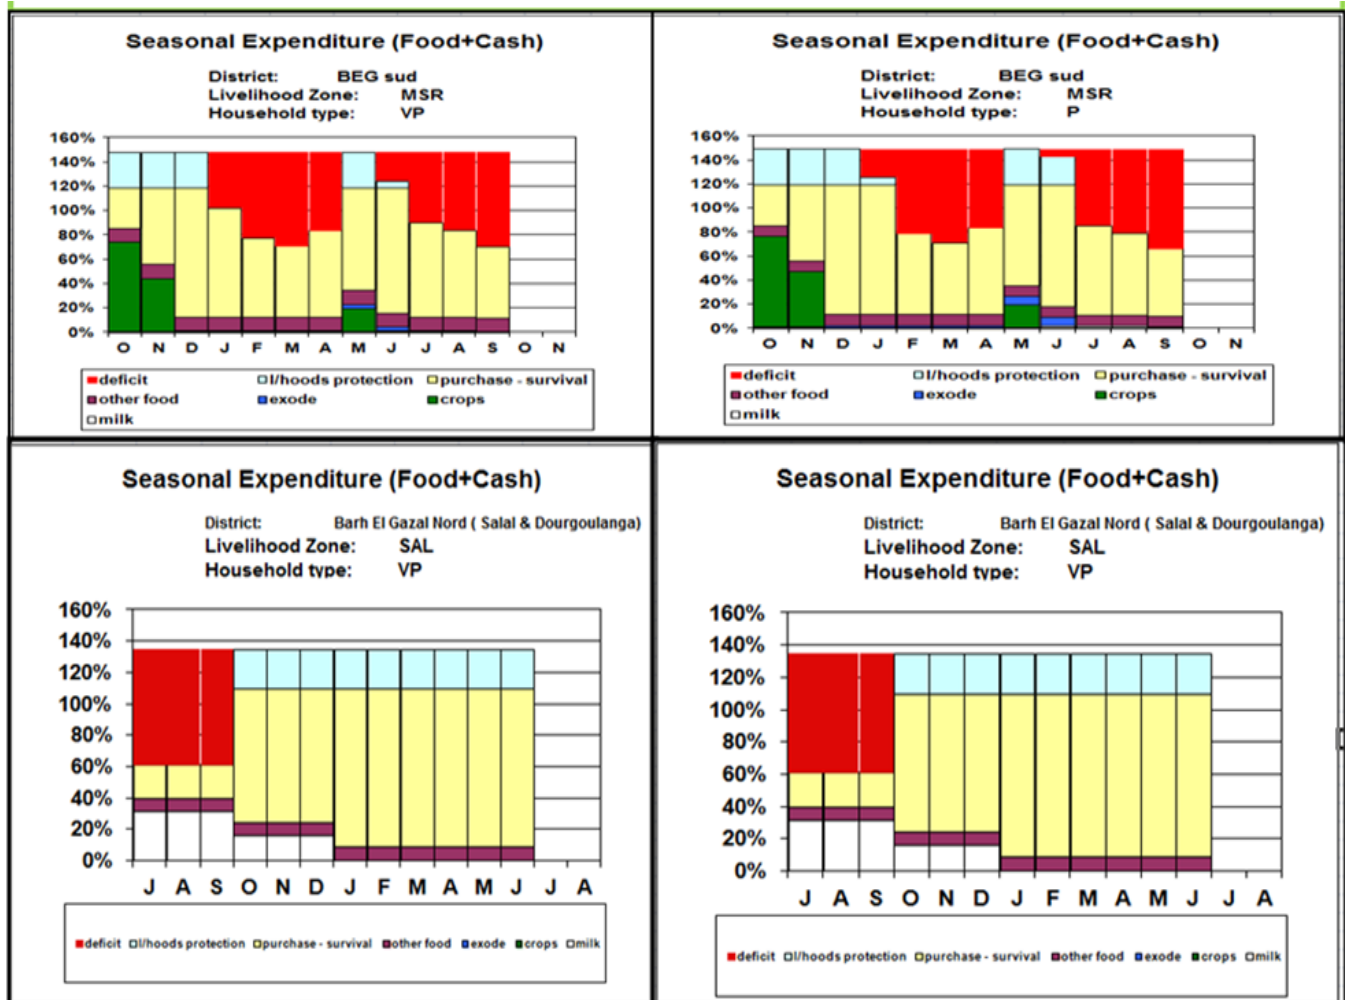 Seasonal Expenditure (Food+Cash)
District: BEG sud
Livelihood Zone: MSR
Household type: VP
160%
140%
120%
100%
80%
60%
40%
20%
0%
O N D J F M A M J J A S O N
deficit l/hoods protection purchase - survival
other food exode crops
milk
Seasonal Expenditure (Food+Cash)
District: BEG sud
Livelihood Zone: MSR
Household type: P
160%
140%
120%
100%
80%
60%
40%
20%
0%
O N D J F M A M J J A S O N
deficit l/hoods protection purchase - survival
other food exode crops
milk
Seasonal Expenditure (Food+Cash)
District: Barh El Gazal Nord ( Salal & Dourgoulanga)
Livelihood Zone: SAL
Household type: VP
160%
140%
120%
100%
80%
60%
40%
20%
0%
J A S O N D J F M A M J J A
deficit l/hoods protection purchase - survival other food exode crops milk
Seasonal Expenditure (Food+Cash)
District: Barh El Gazal Nord ( Salal & Dourgoulanga)
Livelihood Zone: SAL
Household type: VP
160%
140%
120%
100%
80%
60%
40%
20%
0%
J A S O N D J F M A M J J A
deficit l/hoods protection purchase - survival other food exode crops milk